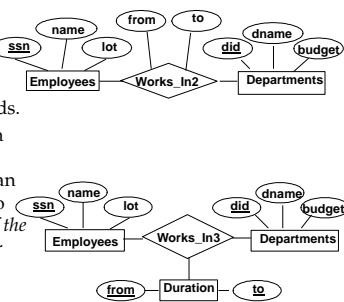 from to
name dname
ssn lot did budget
Employees Works_In2 Departments
ds.
n
an
name dname
ssn lot did budget
the
Employees Works_In3 Departments
from Duration to